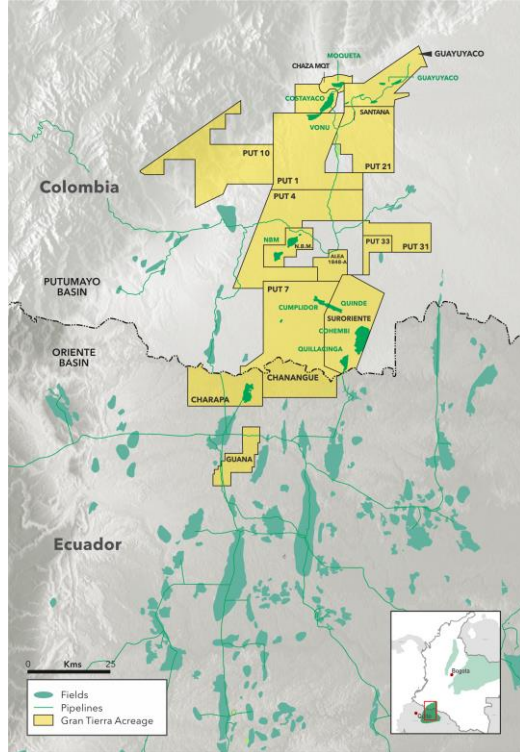 MOQUETA
GUAYUYACO
CHAZA MQT
GUAYUYACO
COSTAYACO
SANTANA
VONU
PUT 10
PUT 21
PUT 1
Colombia
PUT 4
NBM
N.B.M.
PUT 33
PUT 31
ALEA
1848-A
PUTUMAYO
BASIN
PUT 7
CUMPLIDOR
QUINDE
SURORIENTE
COHEMBI
ORIENTE
BASIN
QUILLACINGA
CHANANGUE
CHARAPA
GUANA
Ecuador
0 Kms 25
Fields
Pipelines
Gran Tierra Acreage
Bogota